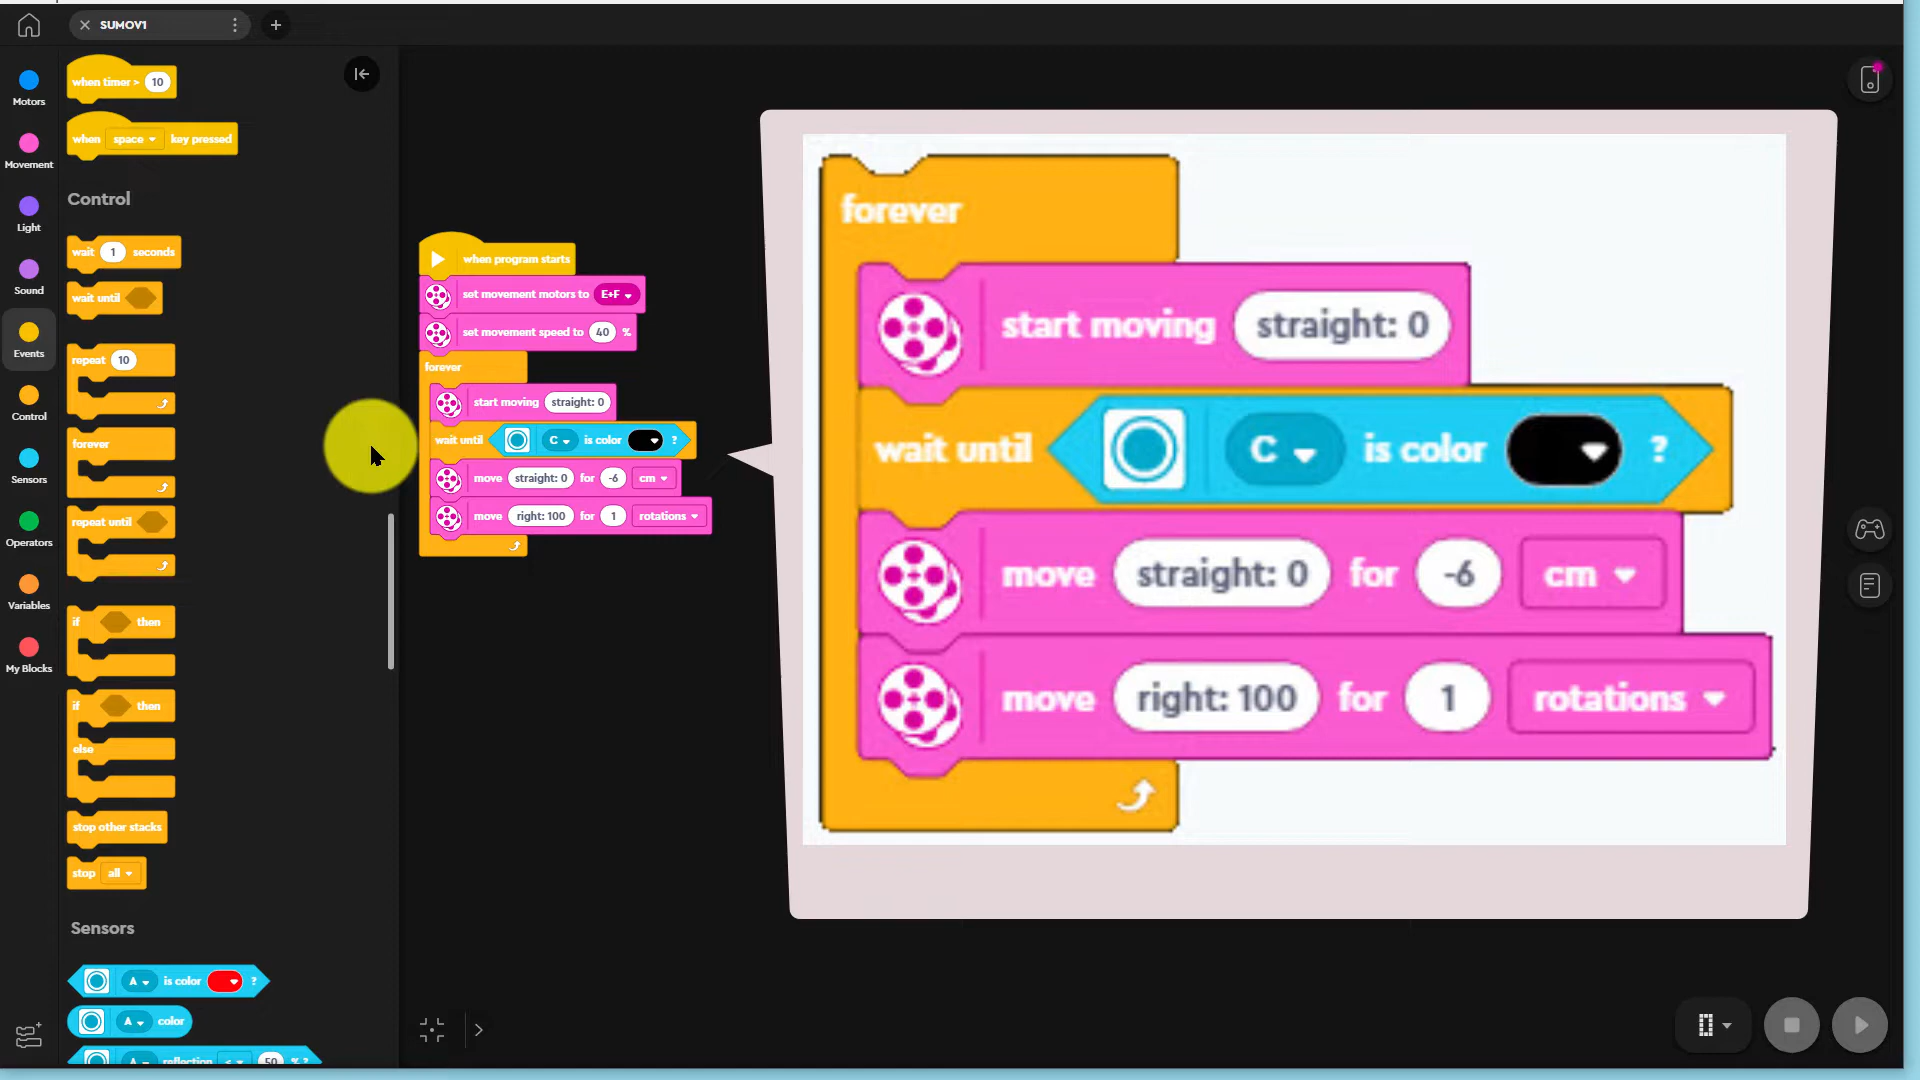 SUMOV1
Motors
Movement
Light
Sound
Events
Control
Sensors
Operators
Variables
My Blocks
when timer > 10
when space key pressed
Control
wait 1 seconds
wait until
repeat 10
forever
repeat until
if then
if then
else
stop other stacks
stop all
Sensors
A is color ?
A color
A reflection < 50 % ?
when program starts
set movement motors to E+F
set movement speed to 40 %
forever
start moving straight: 0
wait until C is color ?
move straight: 0 for -6 cm
move right: 100 for 1 rotations
forever
start moving straight: 0
wait until C is color ?
move straight: 0 for -6 cm
move right: 100 for 1 rotations